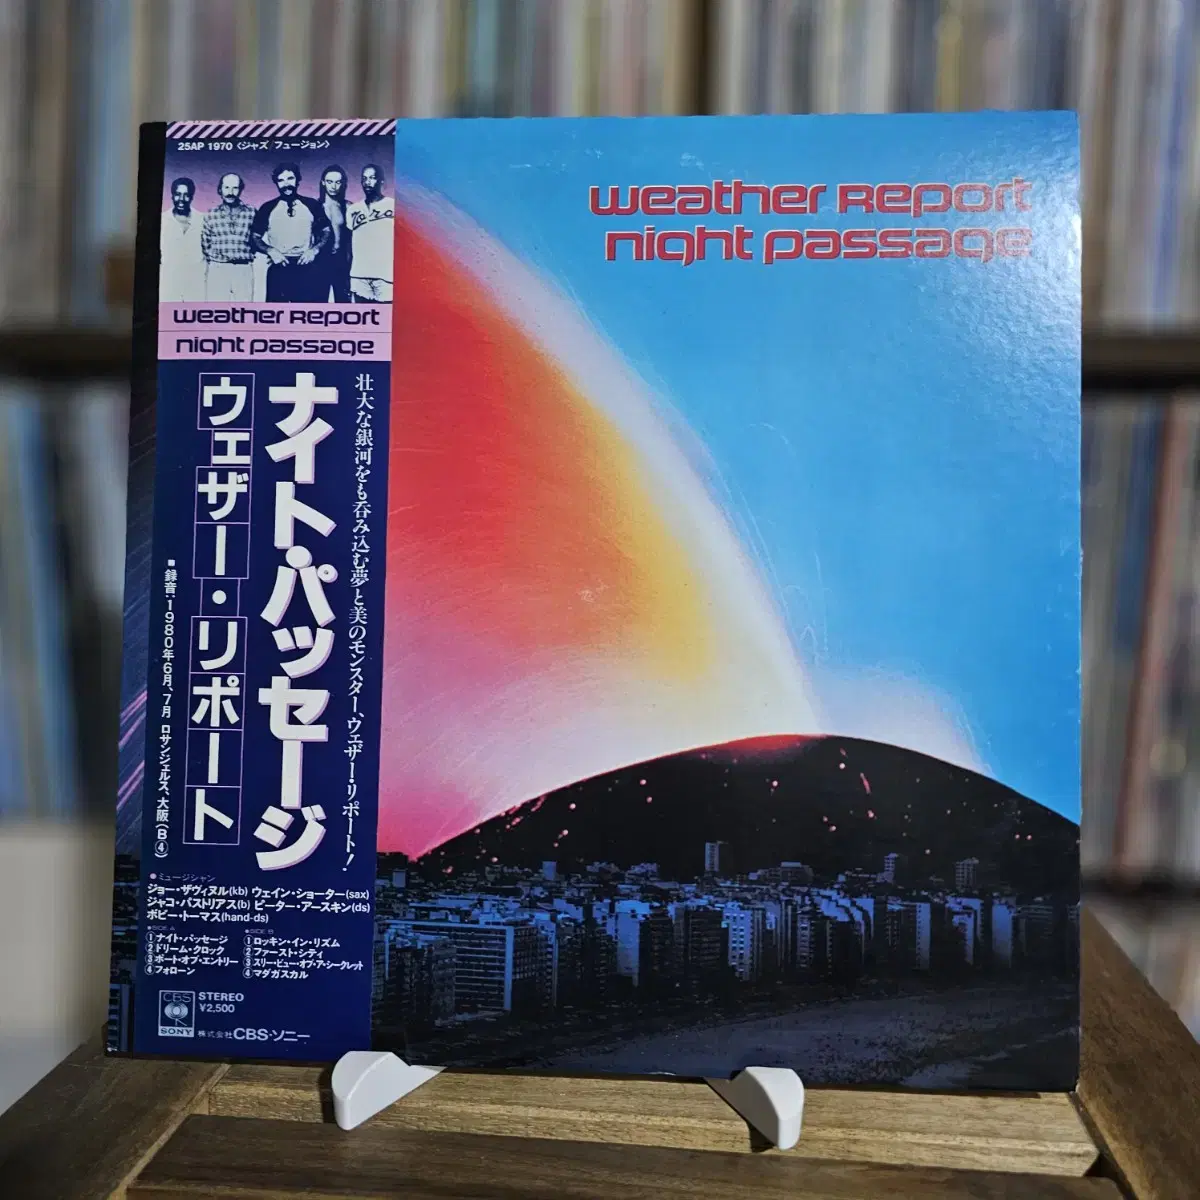 25AP 1970〈ジャズ/フュージョン〉
Toro
weather report
night passage
壮大な銀河をも呑み込む夢と美のモンスター、ウェザー・リポート!
ナイト・パッセージ
ウェザー・リポート
■録音:1980年6月、7月 ロサンジェルス、大阪(B④)
●ミュージシャン
ジョー・ザヴィヌル(kb) ウェイン・ショーター(sax)
ジャコ・パストリアス(b) ピーター・アースキン(ds)
ボビー・トーマス(hand-ds)
●SIDE A
①ナイト・パッセージ
②ドリーム・クロック
③ポート・オブ・エントリー
④フォローン
●SIDE B
①ロッキン・イン・リズム
②ファースト・シティ
③スリー・ビュー・オブ・ア・シークレット
④マダガスカル
CBS
SONY
STEREO
¥2,500
株式会社CBS・ソニー
weather report
night passage